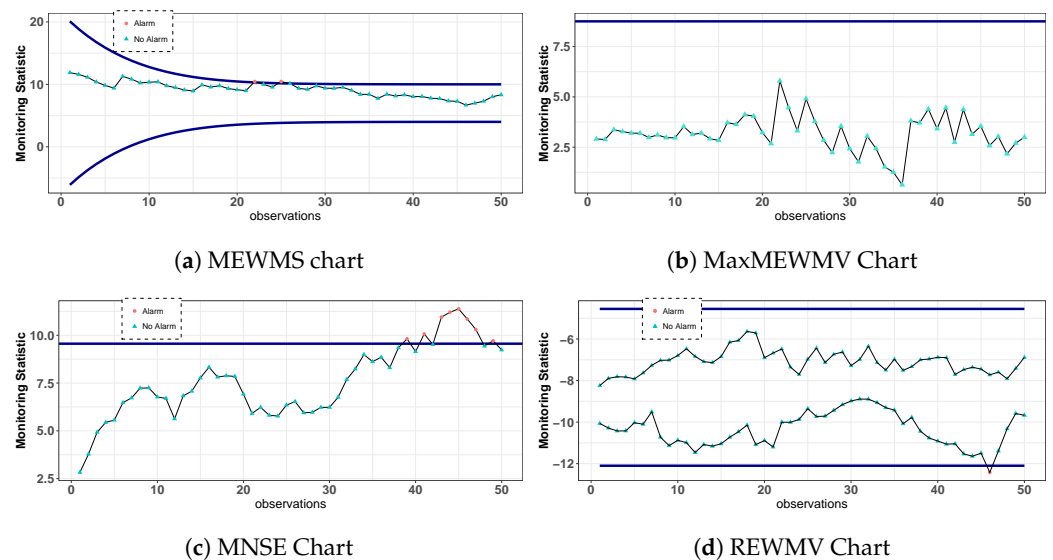 Monitoring Statistic
20
10
0
Alarm
No Alarm
0
10
20
30
40
50
observations
(a) MEWMS chart
Monitoring Statistic
7.5
5.0
2.5
0
10
20
30
40
50
observations
(b) MaxMEWMV Chart
Monitoring Statistic
10.0
7.5
5.0
2.5
Alarm
No Alarm
0
10
20
30
40
50
observations
(c) MNSE Chart
Monitoring Statistic
−6
−8
−10
−12
Alarm
No Alarm
0
10
20
30
40
50
observations
(d) REWMV Chart